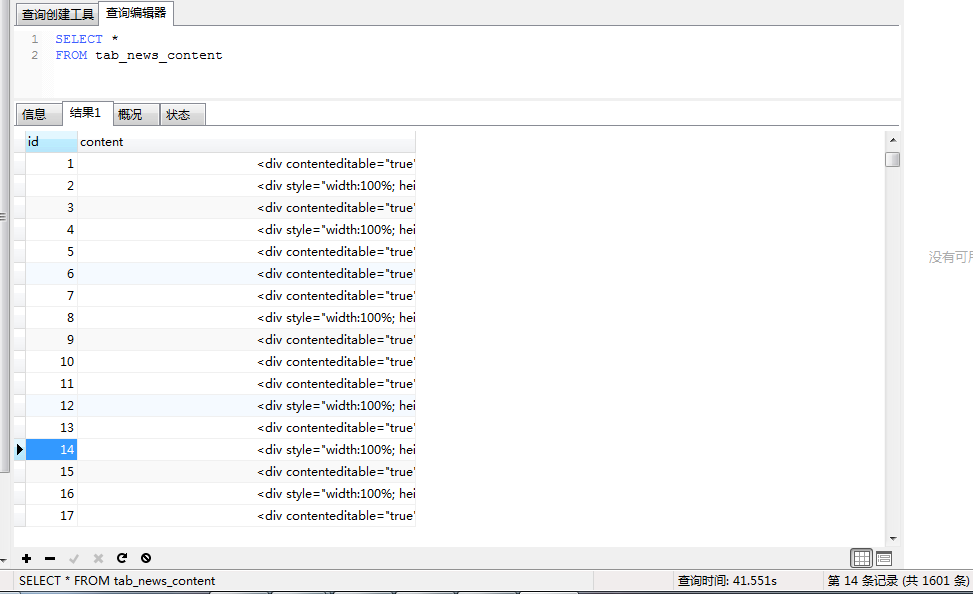 查询创建工具 查询编辑器
1 SELECT *
2 FROM tab_news_content
信息 结果1 概况 状态
id content
1 <div contenteditable="true"
2 <div style="width:100%; hei
3 <div contenteditable="true"
4 <div style="width:100%; hei
5 <div contenteditable="true"
6 <div contenteditable="true"
7 <div contenteditable="true"
8 <div style="width:100%; hei
9 <div contenteditable="true"
10 <div contenteditable="true"
11 <div contenteditable="true"
12 <div style="width:100%; hei
13 <div contenteditable="true"
14 <div style="width:100%; hei
15 <div contenteditable="true"
16 <div style="width:100%; hei
17 <div contenteditable="true"
没有可
SELECT * FROM tab_news_content 查询时间: 41.551s 第 14 条记录 (共 1601 条)